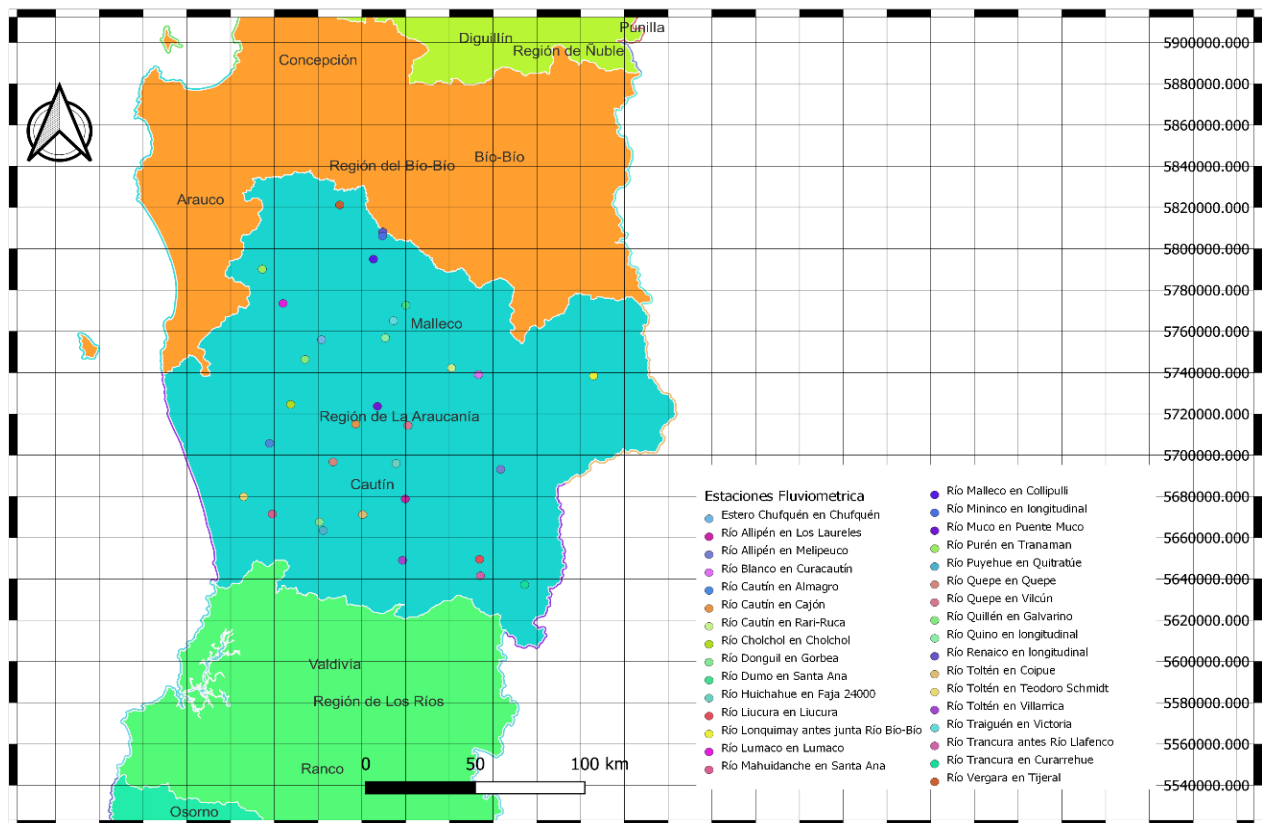 Punilla
Diguillín
Región de Ñuble
Concepción
5900000.000
5880000.000
5860000.000
Bío-Bío
Región del Bío-Bío
5840000.000
Arauco
5820000.000
5800000.000
5780000.000
Malleco
5760000.000
5740000.000
Región de La Araucanía
5720000.000
5700000.000
Cautín
5680000.000
5660000.000
5640000.000
5620000.000
Valdivia
5600000.000
Región de Los Ríos
5580000.000
5560000.000
Ranco
5540000.000
Osorno
0 50 100 km
Estaciones Fluviometrica
Estero Chufquén en Chufquén
Río Allipén en Los Laureles
Río Allipén en Melipeuco
Río Blanco en Curacautín
Río Cautín en Almagro
Río Cautín en Cajón
Río Cautín en Rari-Ruca
Río Cholchol en Cholchol
Río Donguil en Gorbea
Río Dumo en Santa Ana
Río Huichahue en Faja 24000
Río Liucura en Liucura
Río Lonquimay antes junta Río Bío-Bío
Río Lumaco en Lumaco
Río Mahuidanche en Santa Ana
Río Malleco en Collipulli
Río Mininco en longitudinal
Río Muco en Puente Muco
Río Purén en Tranaman
Río Puyehue en Quitratúe
Río Quepe en Quepe
Río Quepe en Vilcún
Río Quillén en Galvarino
Río Quino en longitudinal
Río Renaico en longitudinal
Río Toltén en Coipue
Río Toltén en Teodoro Schmidt
Río Toltén en Villarrica
Río Traiguén en Victoria
Río Trancura antes Río Llafenco
Río Trancura en Curarrehue
Río Vergara en Tijeral